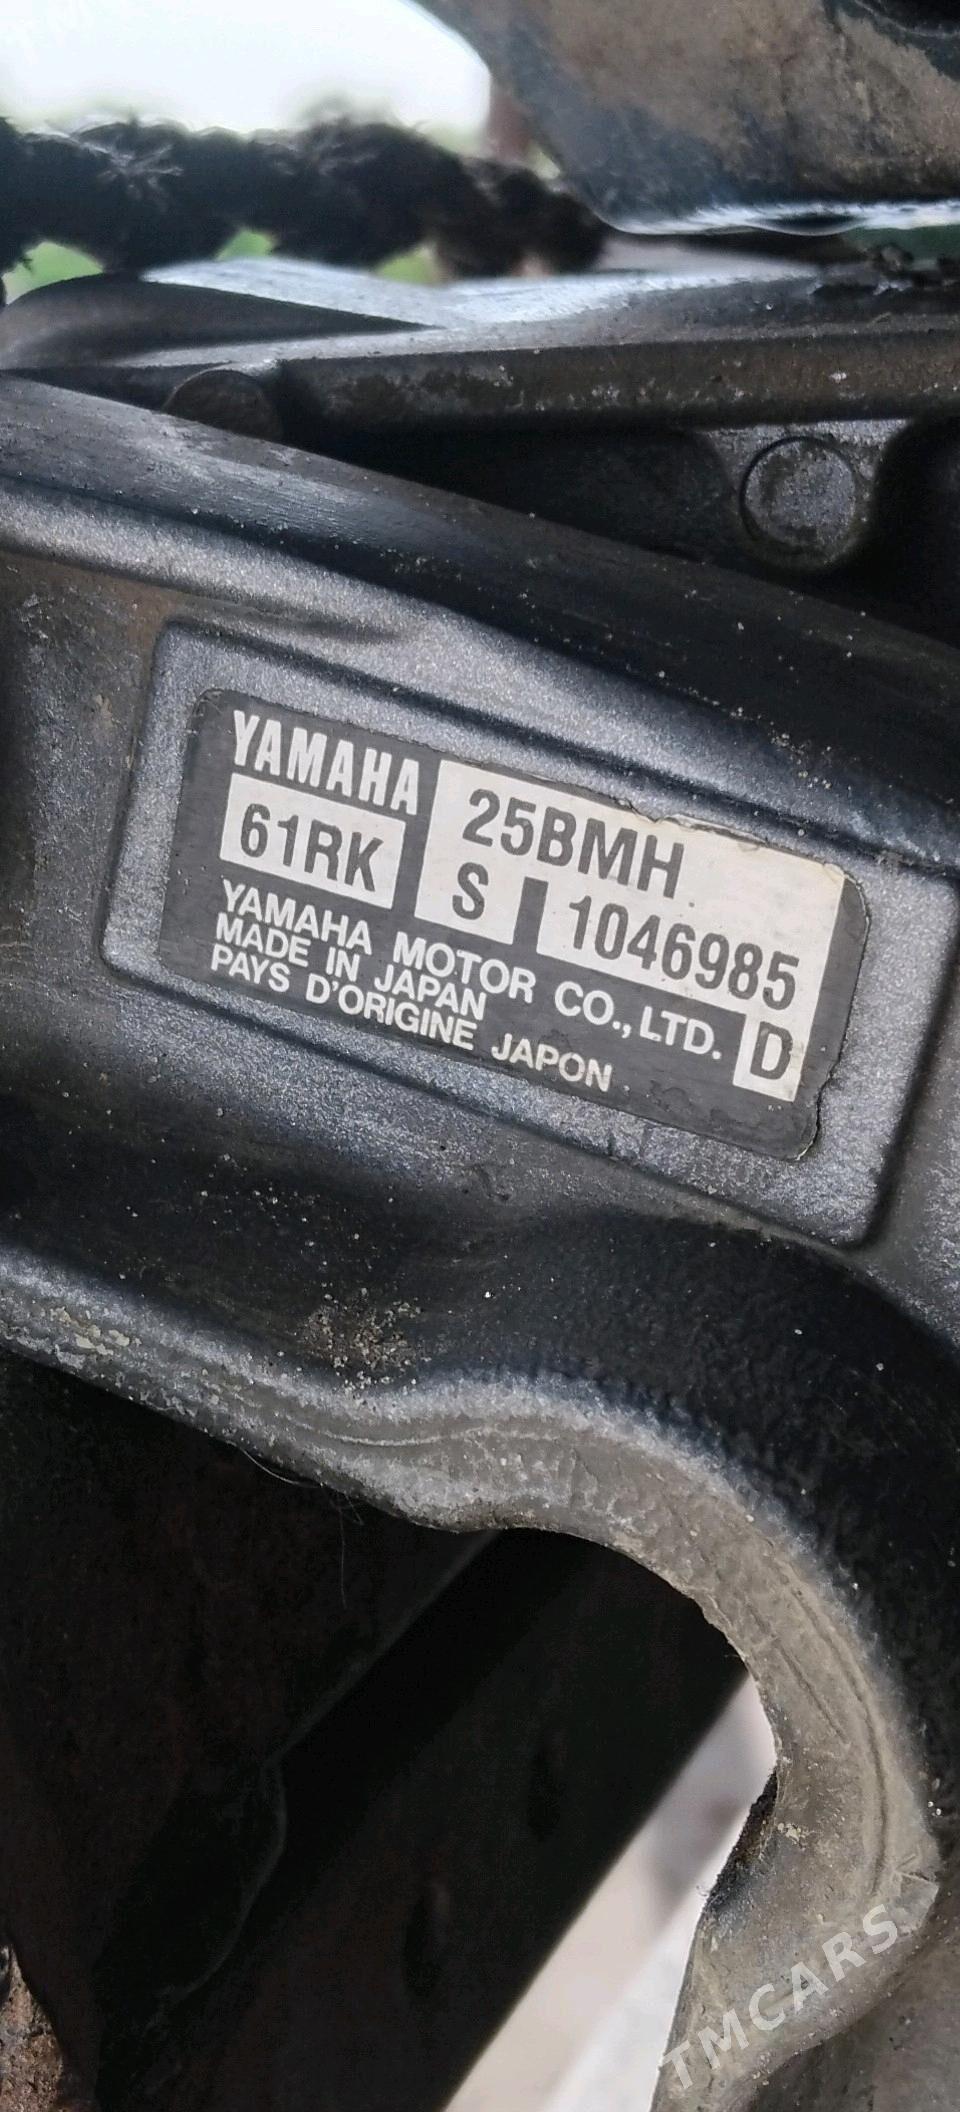 YAMAHA
25BMH
61RK
S 1046985
YAMAHA MOTOR CO., LTD.
MADE IN JAPAN
PAYS D'ORIGINE JAPON
D
TMCARS